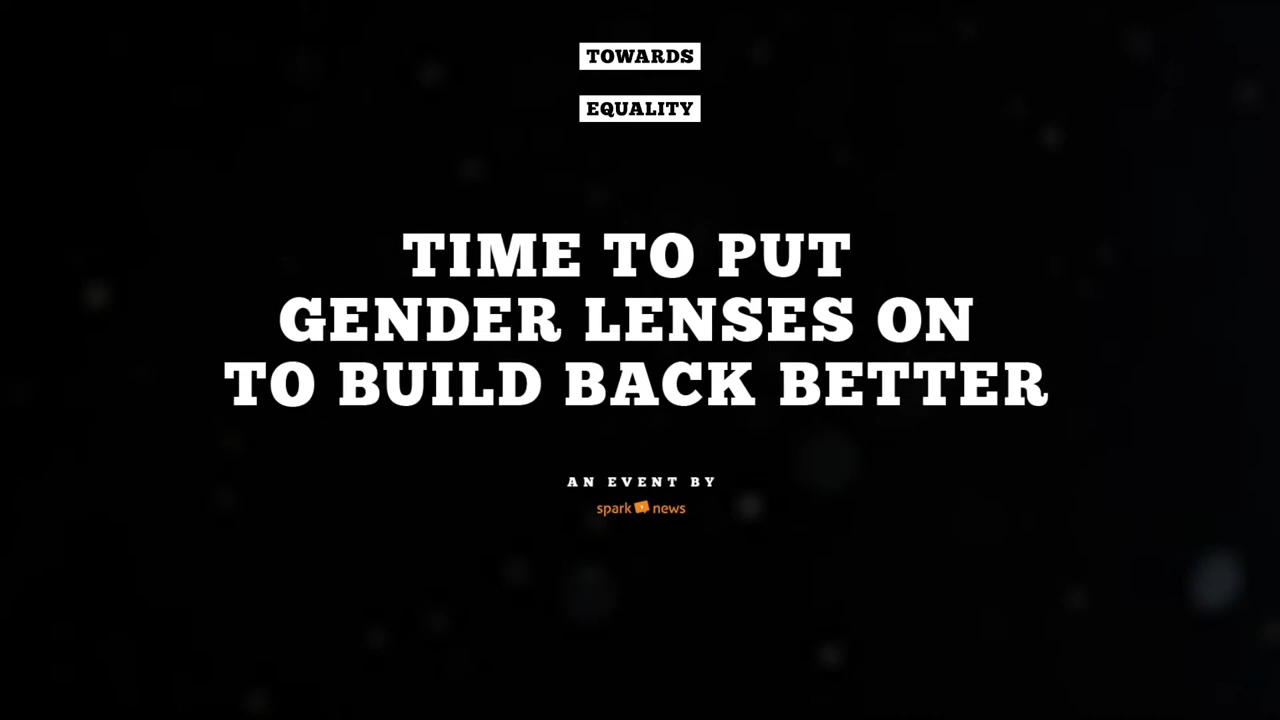 TOWARDS
EQUALITY
TIME TO PUT
GENDER LENSES ON
TO BUILD BACK BETTER
AN EVENT BY
spark news